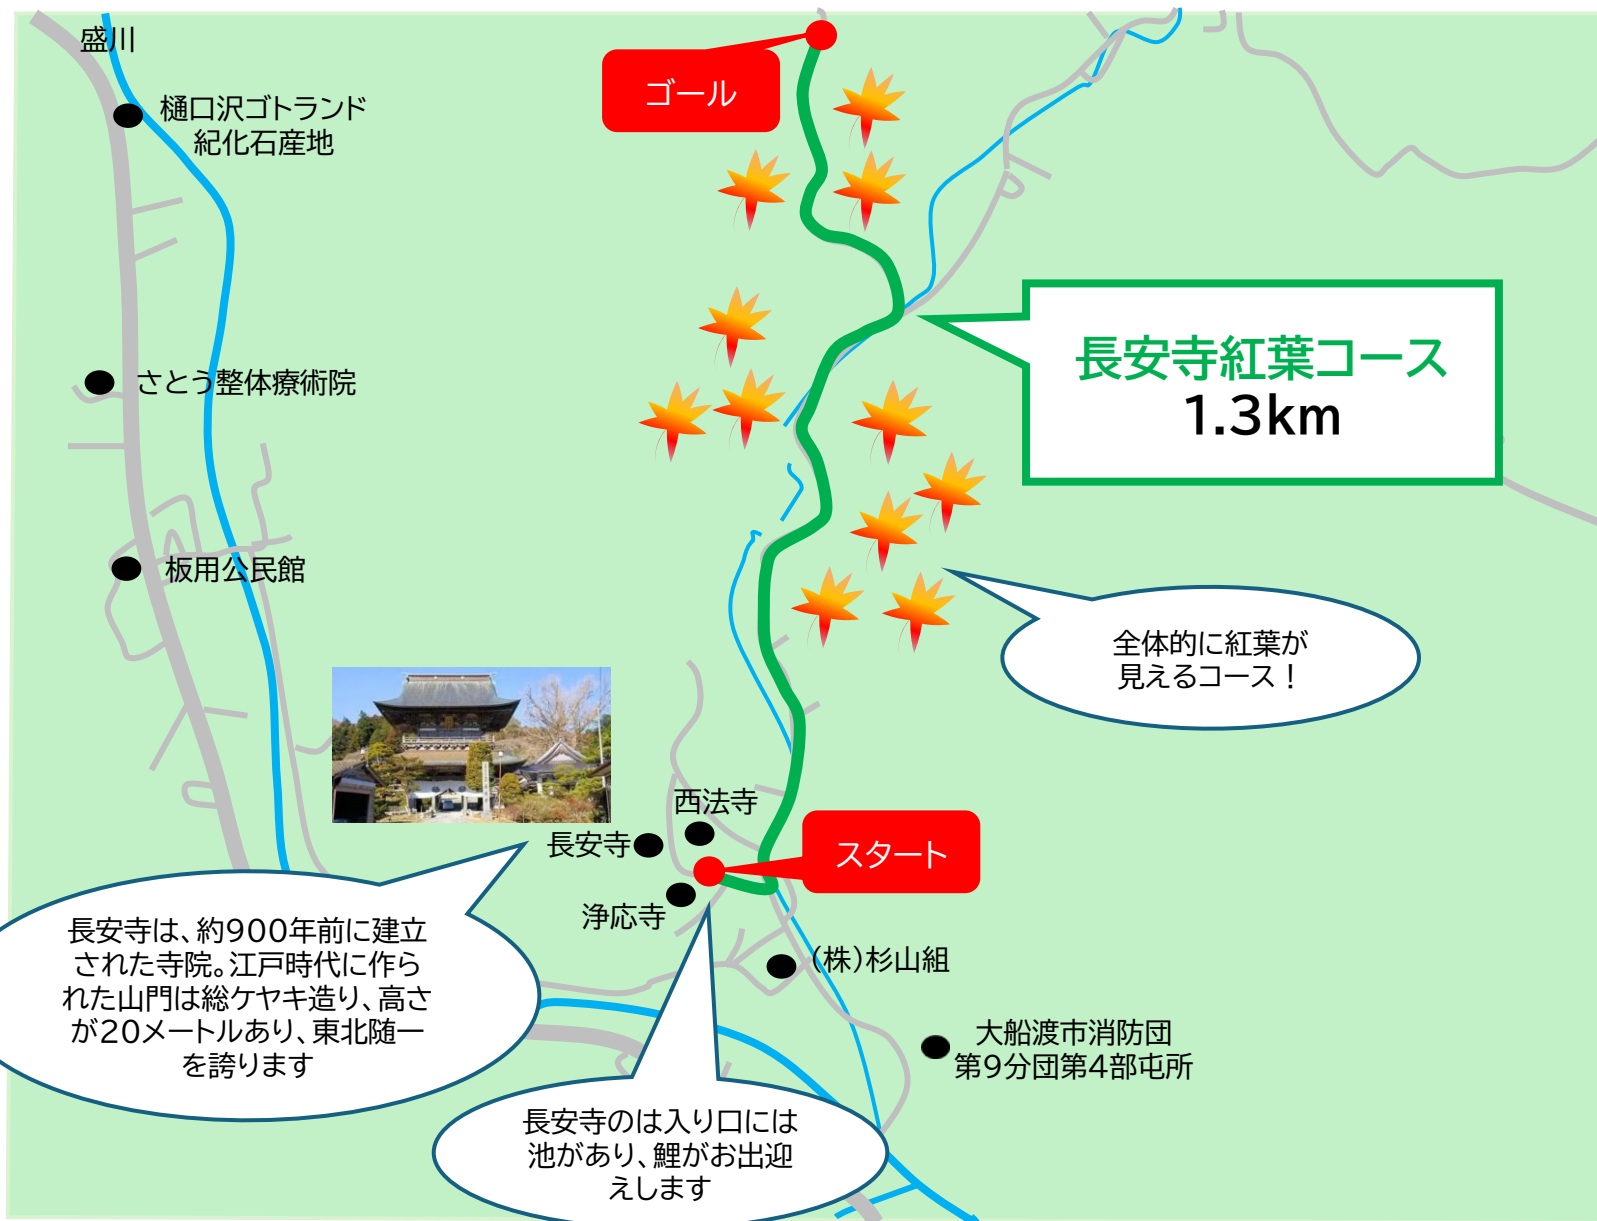 盛川
樋口沢ゴトランド
紀化石産地
ゴール
長安寺紅葉コース
1.3km
さとう整体療術院
板用公民館
全体的に紅葉が
見えるコース！
西法寺
長安寺
スタート
浄応寺
長安寺は、約900年前に建立
された寺院。江戸時代に作ら
れた山門は総ケヤキ造り、高さ
が20メートルあり、東北随一
を誇ります
(株)杉山組
大船渡市消防団
第9分団第4部屯所
長安寺のは入り口には
池があり、鯉がお出迎
えします